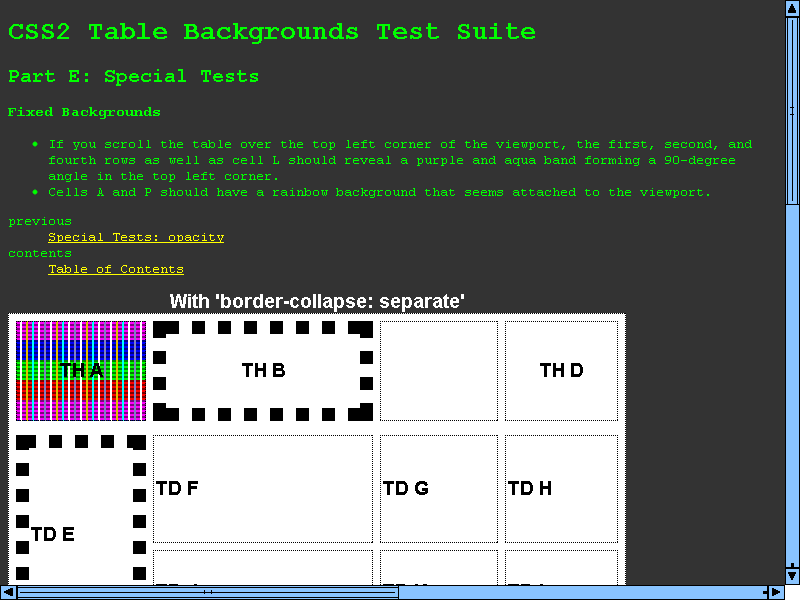 CSS2 Table Backgrounds Test Suite
Part E: Special Tests
Fixed Backgrounds
If you scroll the table over the top left corner of the viewport, the first, second, and
fourth rows as well as cell L should reveal a purple and aqua band forming a 90-degree
angle in the top left corner.
Cells A and P should have a rainbow background that seems attached to the viewport.
previous
Special Tests: opacity
contents
Table of Contents
With 'border-collapse: separate'
TH A TH B TH D
TD F TD G TD H
TD E